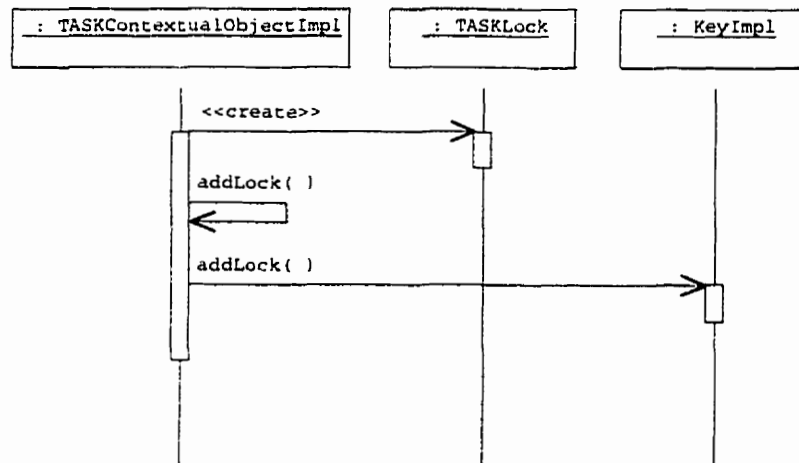 : TASKContextualObjectImpl
: TASKLock
: KeyImpl
<<create>>
addLock( )
addLock( )